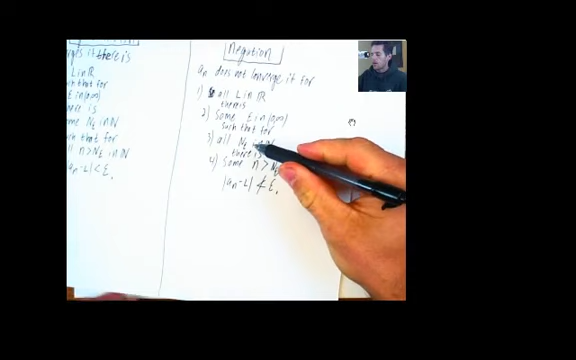 there is
L in ℝ
such that for
ε in (0,∞)
there is
Nε in ℕ
such that for
all n > Nε in ℕ
|an - L| < ε.
Negation
an does not converge if for
1) all L in ℝ
there is
2) Some ε in (0,∞)
such that for
3) all Nε in ℕ
there is
4) Some n > Nε
|an - L| ≮ ε.